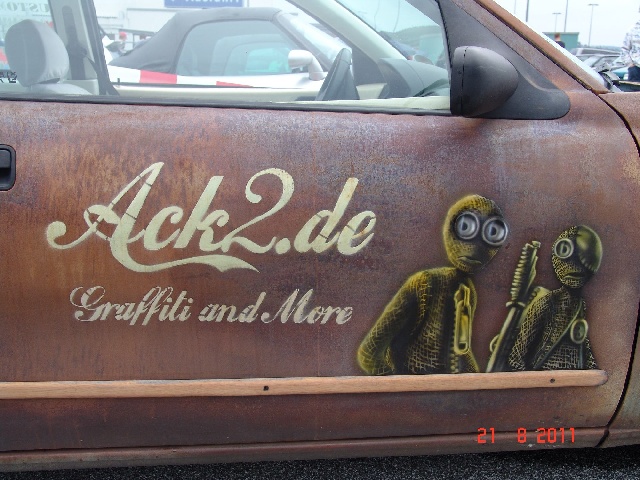 Ack2.de
Graffiti and More
21 8 2011